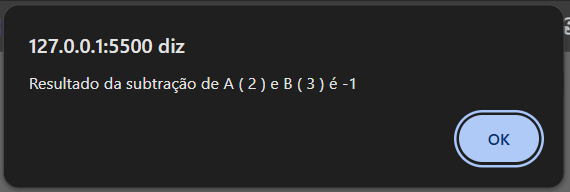 127.0.0.1:5500 diz
Resultado da subtração de A ( 2 ) e B ( 3 ) é -1
OK